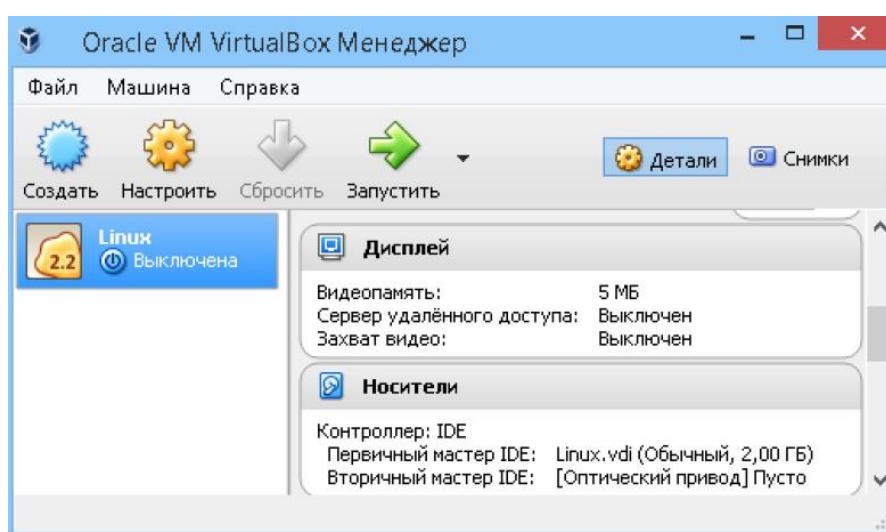 Oracle VM VirtualBox Менеджер
Файл Машина Справка
Создать Настроить Сбросить Запустить Детали Снимки
2.2 Linux
Выключена
Дисплей
Видеопамять: 5 МБ
Сервер удалённого доступа: Выключен
Захват видео: Выключен
Носители
Контроллер: IDE
Первичный мастер IDE: Linux.vdi (Обычный, 2,00 ГБ)
Вторичный мастер IDE: [Оптический привод] Пусто